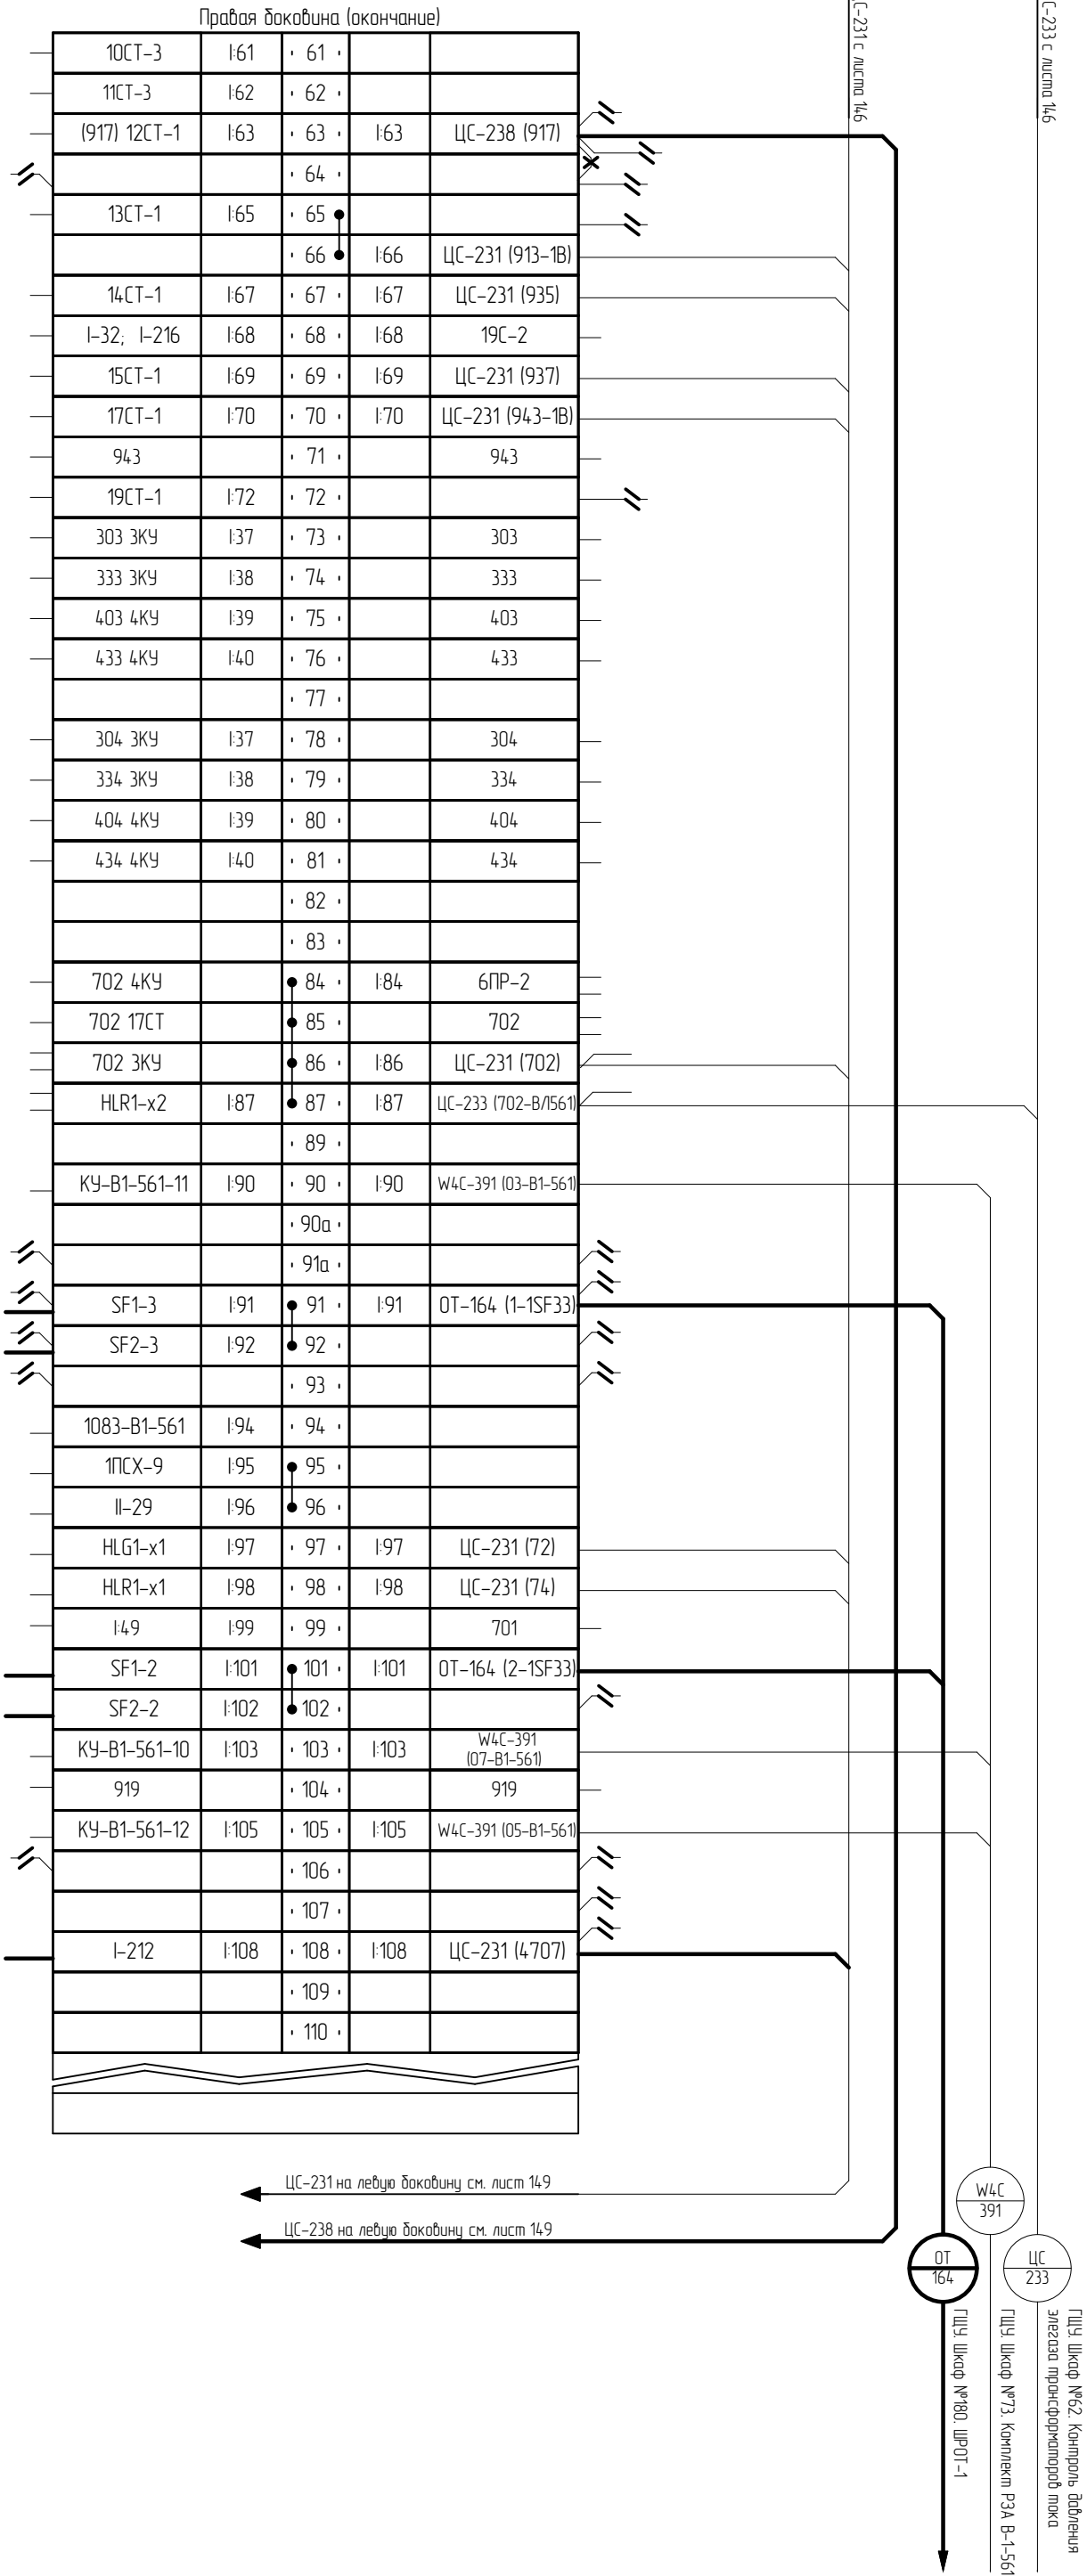 Правая боковина (окончание)
10СТ-3 I:61 61
11СТ-3 I:62 62
(917) 12СТ-1 I:63 63 I:63 ЦС-238 (917)
64
13СТ-1 I:65 65
66 I:66 ЦС-231 (913-1В)
14СТ-1 I:67 67 I:67 ЦС-231 (935)
I-32; I-216 I:68 68 I:68 19С-2
15СТ-1 I:69 69 I:69 ЦС-231 (937)
17СТ-1 I:70 70 I:70 ЦС-231 (943-1В)
943 71 943
19СТ-1 I:72 72
303 3КУ I:37 73 303
333 3КУ I:38 74 333
403 4КУ I:39 75 403
433 4КУ I:40 76 433
77
304 3КУ I:37 78 304
334 3КУ I:38 79 334
404 4КУ I:39 80 404
434 4КУ I:40 81 434
82
83
702 4КУ 84 I:84 6ПР-2
702 17СТ 85 702
702 3КУ 86 I:86 ЦС-231 (702)
HLR1-x2 I:87 87 I:87 ЦС-233 (702-В/1561)
89
КУ-В1-561-11 I:90 90 I:90 W4C-391 (03-В1-561)
90а
91а
SF1-3 I:91 91 I:91 ОТ-164 (1-1SF33)
SF2-3 I:92 92
93
1083-В1-561 I:94 94
1ПСХ-9 I:95 95
II-29 I:96 96
HLG1-x1 I:97 97 I:97 ЦС-231 (72)
HLR1-x1 I:98 98 I:98 ЦС-231 (74)
I:49 I:99 99 701
SF1-2 I:101 101 I:101 ОТ-164 (2-1SF33)
SF2-2 I:102 102
КУ-В1-561-10 I:103 103 I:103 W4C-391
(07-В1-561)
919 104 919
КУ-В1-561-12 I:105 105 I:105 W4C-391 (05-В1-561)
106
107
I-212 I:108 108 I:108 ЦС-231 (4707)
109
110
С-231 с листа 146
С-233 с листа 146
ЦС-231 на левую боковину см. лист 149
ЦС-238 на левую боковину см. лист 149
W4C
391
ОТ
164
ЦС
233
ГЩУ. Шкаф №180. ШРОТ-1
ГЩУ. Шкаф №73. Комплект РЗА В-1-561
ГЩУ. Шкаф №62. Контроль давления
элегаза трансформаторов тока